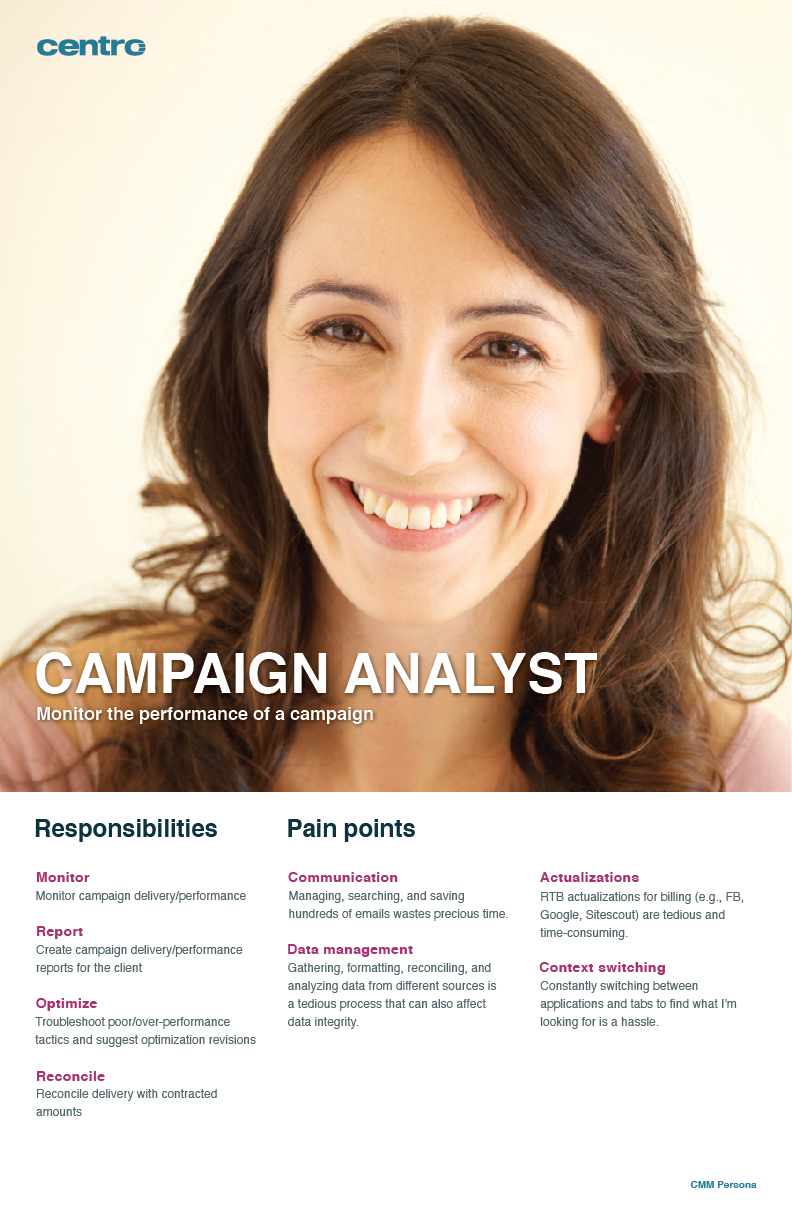 centro
CAMPAIGN ANALYST
Monitor the performance of a campaign
Responsibilities
Monitor
Monitor campaign delivery/performance
Report
Create campaign delivery/performance
reports for the client
Optimize
Troubleshoot poor/over-performance
tactics and suggest optimization revisions
Reconcile
Reconcile delivery with contracted
amounts
Pain points
Communication
Managing, searching, and saving
hundreds of emails wastes precious time.
Data management
Gathering, formatting, reconciling, and
analyzing data from different sources is
a tedious process that can also affect
data integrity.
Actualizations
RTB actualizations for billing (e.g., FB,
Google, Sitescout) are tedious and
time-consuming.
Context switching
Constantly switching between
applications and tabs to find what I'm
looking for is a hassle.
CMM Persona